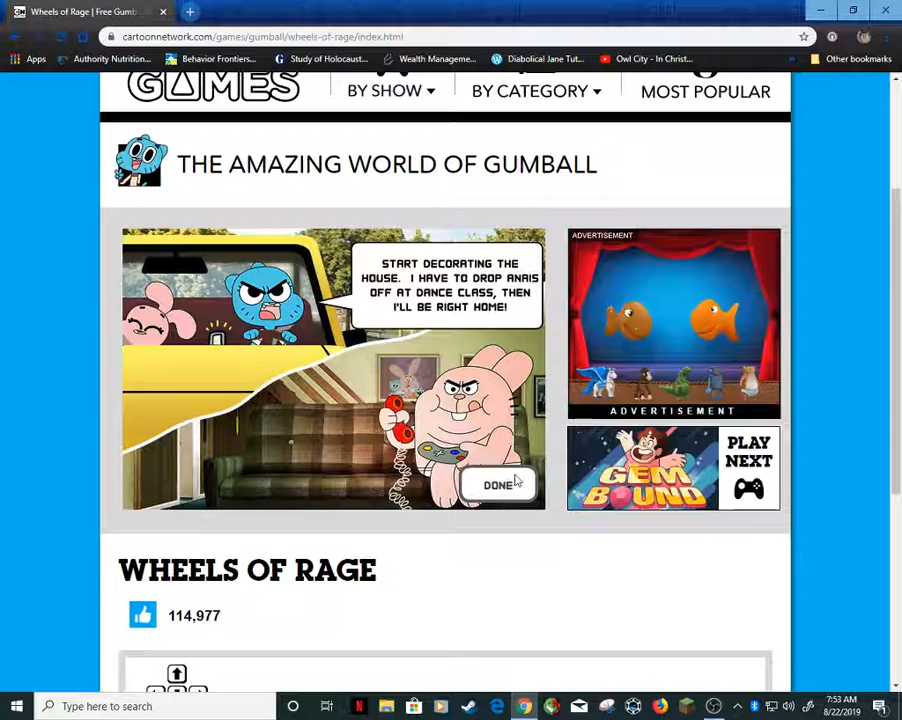 Wheels of Rage | Free Gumb
cartoonnetwork.com/games/gumball/wheels-of-rage/index.html
Apps
Authority Nutrition...
Behavior Frontiers...
Study of Holocaust...
Wealth Manageme...
Diabolical Jane Tut...
Owl City - In Christ...
»
Other bookmarks
GAMES
BY SHOW
BY CATEGORY
MOST POPULAR
THE AMAZING WORLD OF GUMBALL
START DECORATING THE
HOUSE. I HAVE TO DROP ANAIS
OFF AT DANCE CLASS, THEN
I'LL BE RIGHT HOME!
DONE
ADVERTISEMENT
ADVERTISEMENT
GEM
BOUND
PLAY
NEXT
WHEELS OF RAGE
114,977
Type here to search
7:53 AM
8/22/2019